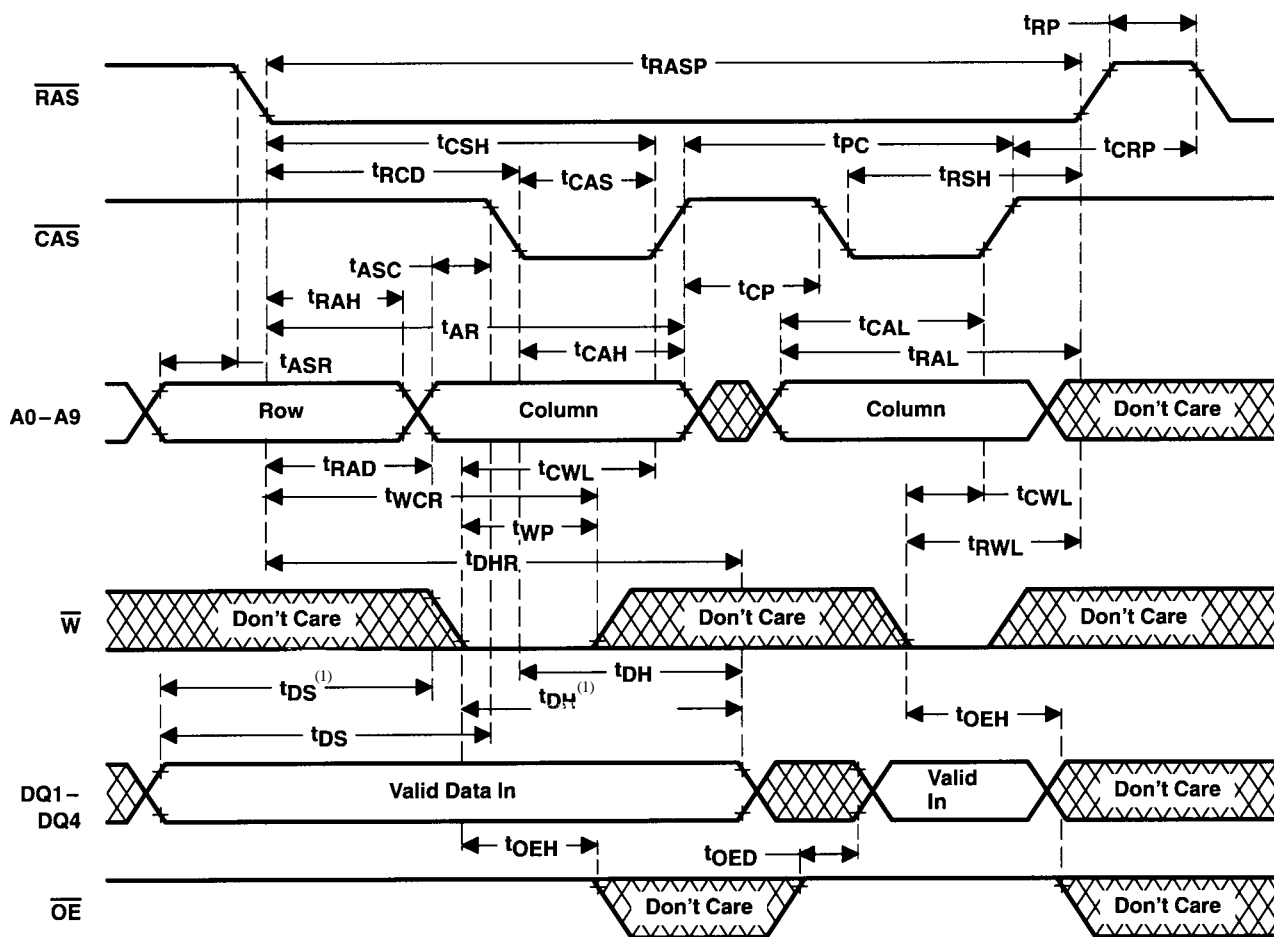 tRP
tRASP
RAS
tCSH
tPC
tCRP
tRCD
tCAS
tRSH
CAS
tASC
tRAH
tCP
tAR
tCAL
tCAH
tRAL
tASR
A0–A9
Row
Column
Column
Don't Care
tRAD
tCWL
tWCR
tCWL
tWP
tRWL
tDHR
W
Don't Care
Don't Care
Don't Care
tDH
tDS(1)
tDH(1)
tOEH
tDS
DQ1–
DQ4
Valid Data In
Valid
In
Don't Care
tOEH
tOED
OE
Don't Care
Don't Care